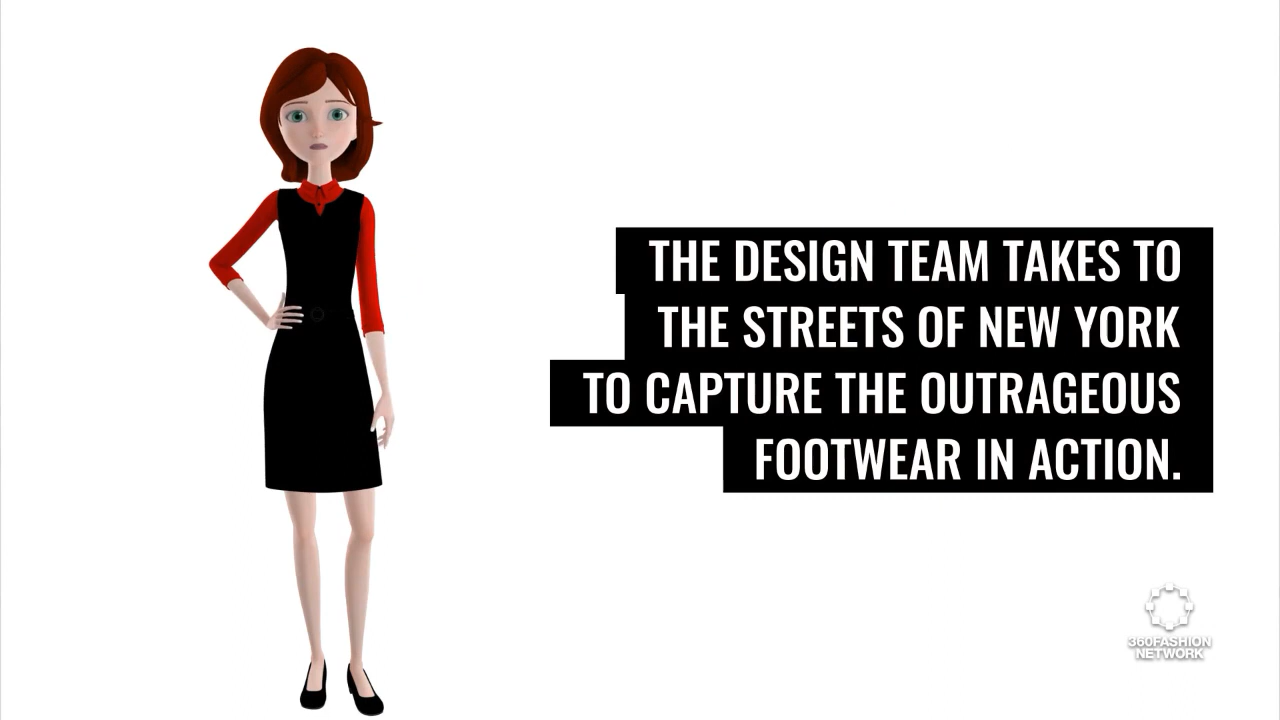 THE DESIGN TEAM TAKES TO
THE STREETS OF NEW YORK
TO CAPTURE THE OUTRAGEOUS
FOOTWEAR IN ACTION.
360FASHION
NETWORK